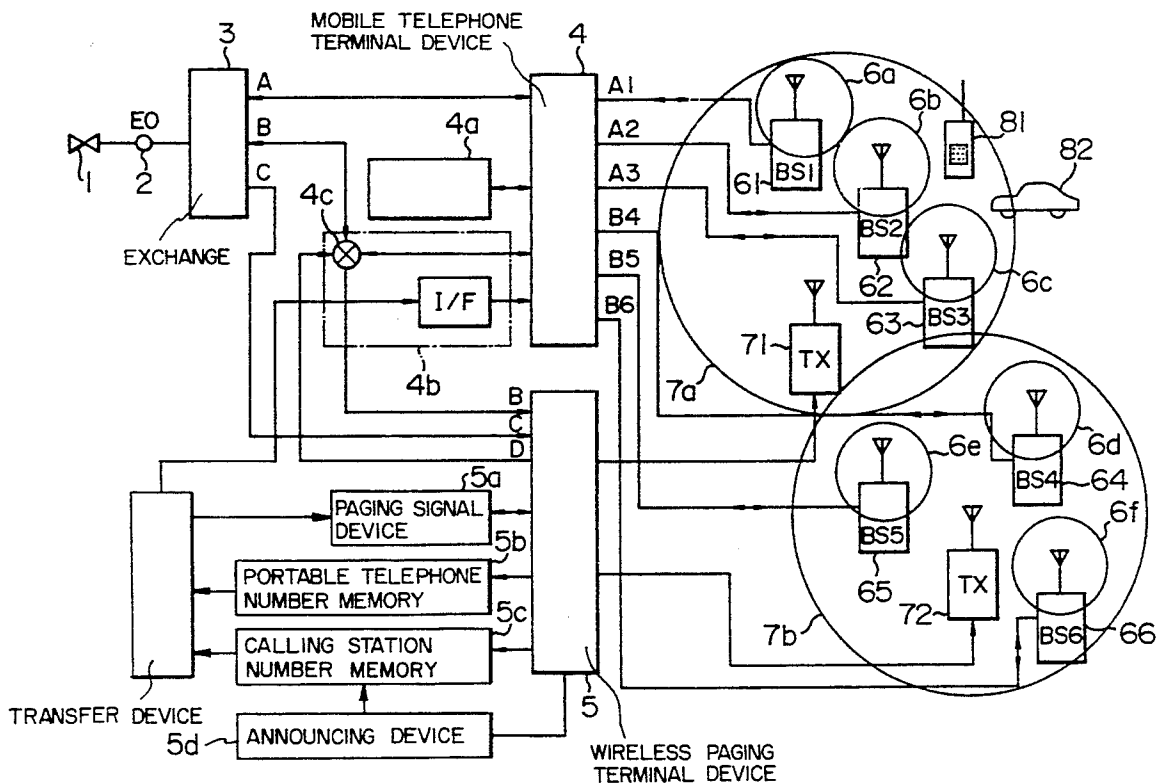 MOBILE TELEPHONE
TERMINAL DEVICE
3
4
A
A1
6a
6b
81
EO
B
4a
A2
82
C
A3
1
2
4c
61
BS1
BS2
EXCHANGE
B4
62
6c
I/F
B5
BS3
B6
63
71
TX
4b
7a
B
C
D
6e
6d
5a
BS4
64
PAGING SIGNAL
DEVICE
6f
5b
BS5
PORTABLE TELEPHONE
NUMBER MEMORY
65
TX
5c
72
CALLING STATION
NUMBER MEMORY
7b
BS6
66
TRANSFER DEVICE
5
5d
ANNOUNCING DEVICE
WIRELESS PAGING
TERMINAL DEVICE